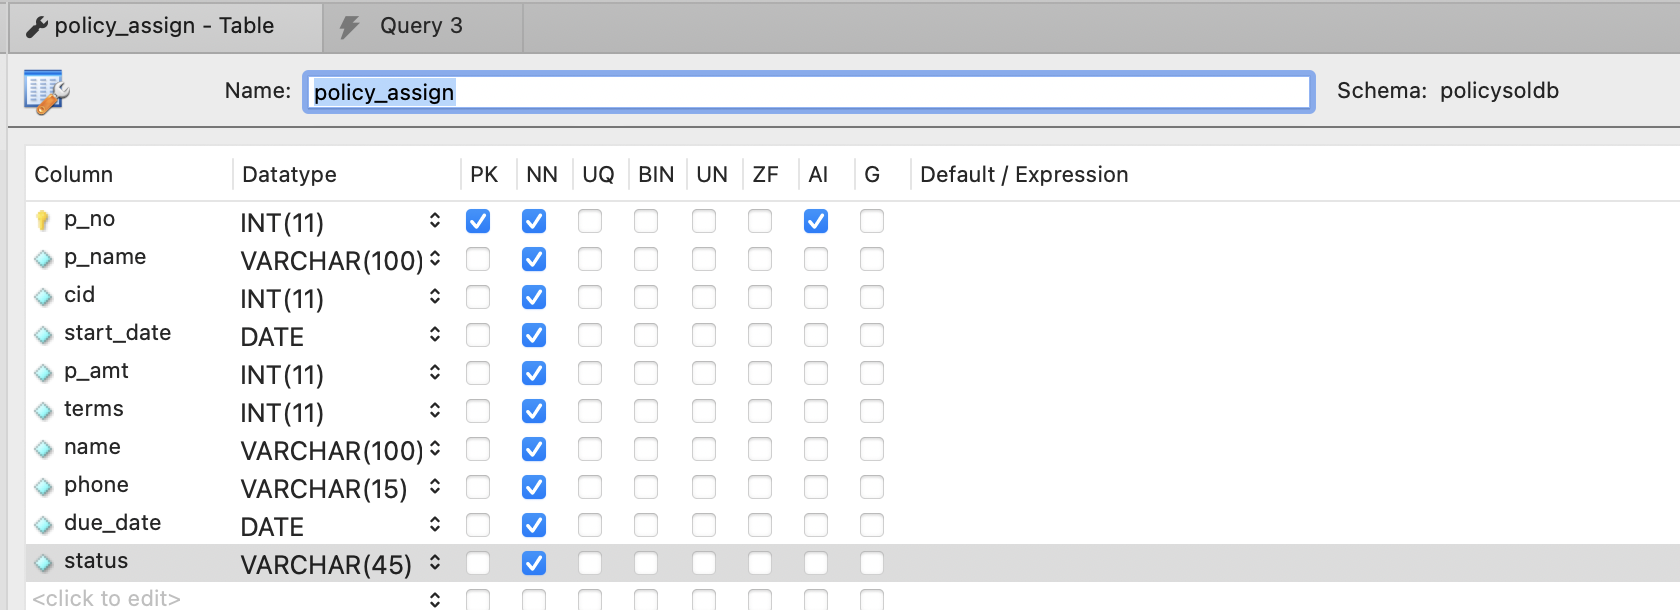 policy_assign - Table Query 3
Name: policy_assign Schema: policysoldb
Column Datatype PK NN UQ BIN UN ZF AI G Default / Expression
p_no INT(11)
p_name VARCHAR(100)
cid INT(11)
start_date DATE
p_amt INT(11)
terms INT(11)
name VARCHAR(100)
phone VARCHAR(15)
due_date DATE
status VARCHAR(45)
<click to edit>